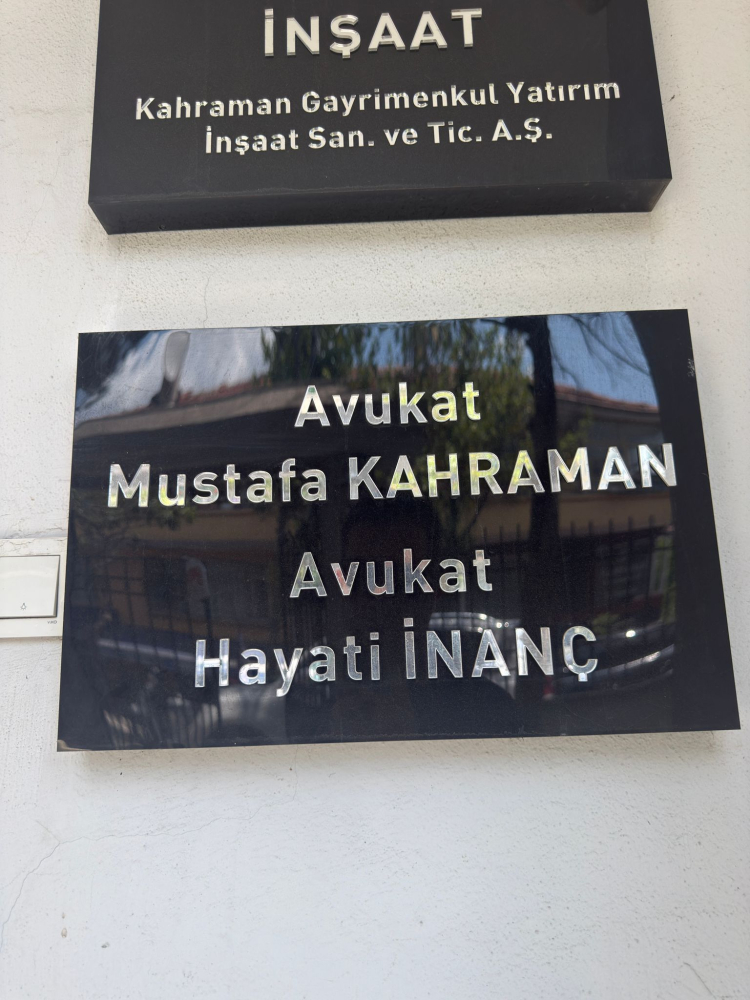 İNŞAAT
Kahraman Gayrimenkul Yatırım
İnşaat San. ve Tic. A.Ş.
Avukat
Mustafa KAHRAMAN
Avukat
Hayati İNANÇ